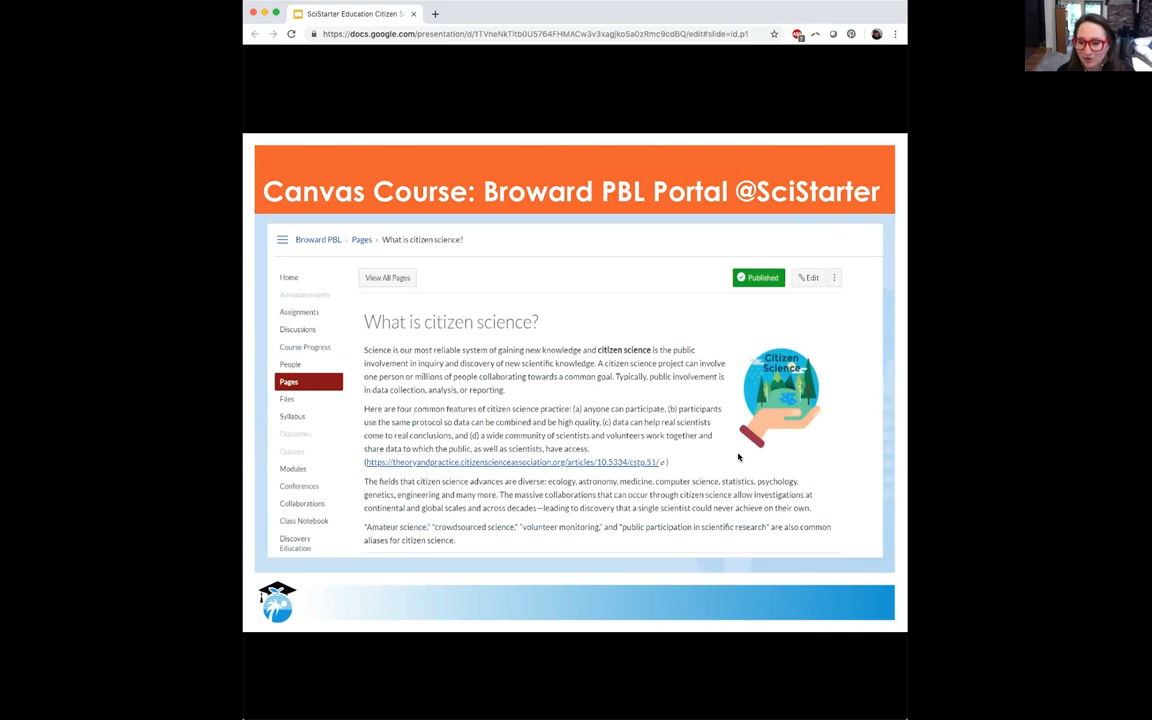 SciStarter Education Citizen Sc
https://docs.google.com/presentation/d/1TVneNkTltb0U5764FHMACw3v3xagjkoSa0zRmc9cdBQ/edit#slide=id.p1
Canvas Course: Broward PBL Portal @SciStarter
Broward PBL › Pages › What is citizen science?
Home
View All Pages
Published
Edit
Announcements
Assignments
Discussions
Course Progress
People
Pages
Files
Syllabus
Outcomes
Quizzes
Modules
Conferences
Collaborations
Class Notebook
Discovery
Education
What is citizen science?
Science is our most reliable system of gaining new knowledge and citizen science is the public
involvement in inquiry and discovery of new scientific knowledge. A citizen science project can involve
one person or millions of people collaborating towards a common goal. Typically, public involvement is
in data collection, analysis, or reporting.
Citizen
Science
Here are four common features of citizen science practice: (a) anyone can participate, (b) participants
use the same protocol so data can be combined and be high quality, (c) data can help real scientists
come to real conclusions, and (d) a wide community of scientists and volunteers work together and
share data to which the public, as well as scientists, have access.
(https://theoryandpractice.citizenscienceassociation.org/articles/10.5334/cstp.51/ )
The fields that citizen science advances are diverse: ecology, astronomy, medicine, computer science, statistics, psychology,
genetics, engineering and many more. The massive collaborations that can occur through citizen science allow investigations at
continental and global scales and across decades—leading to discovery that a single scientist could never achieve on their own.
"Amateur science," "crowdsourced science," "volunteer monitoring," and "public participation in scientific research" are also common
aliases for citizen science.